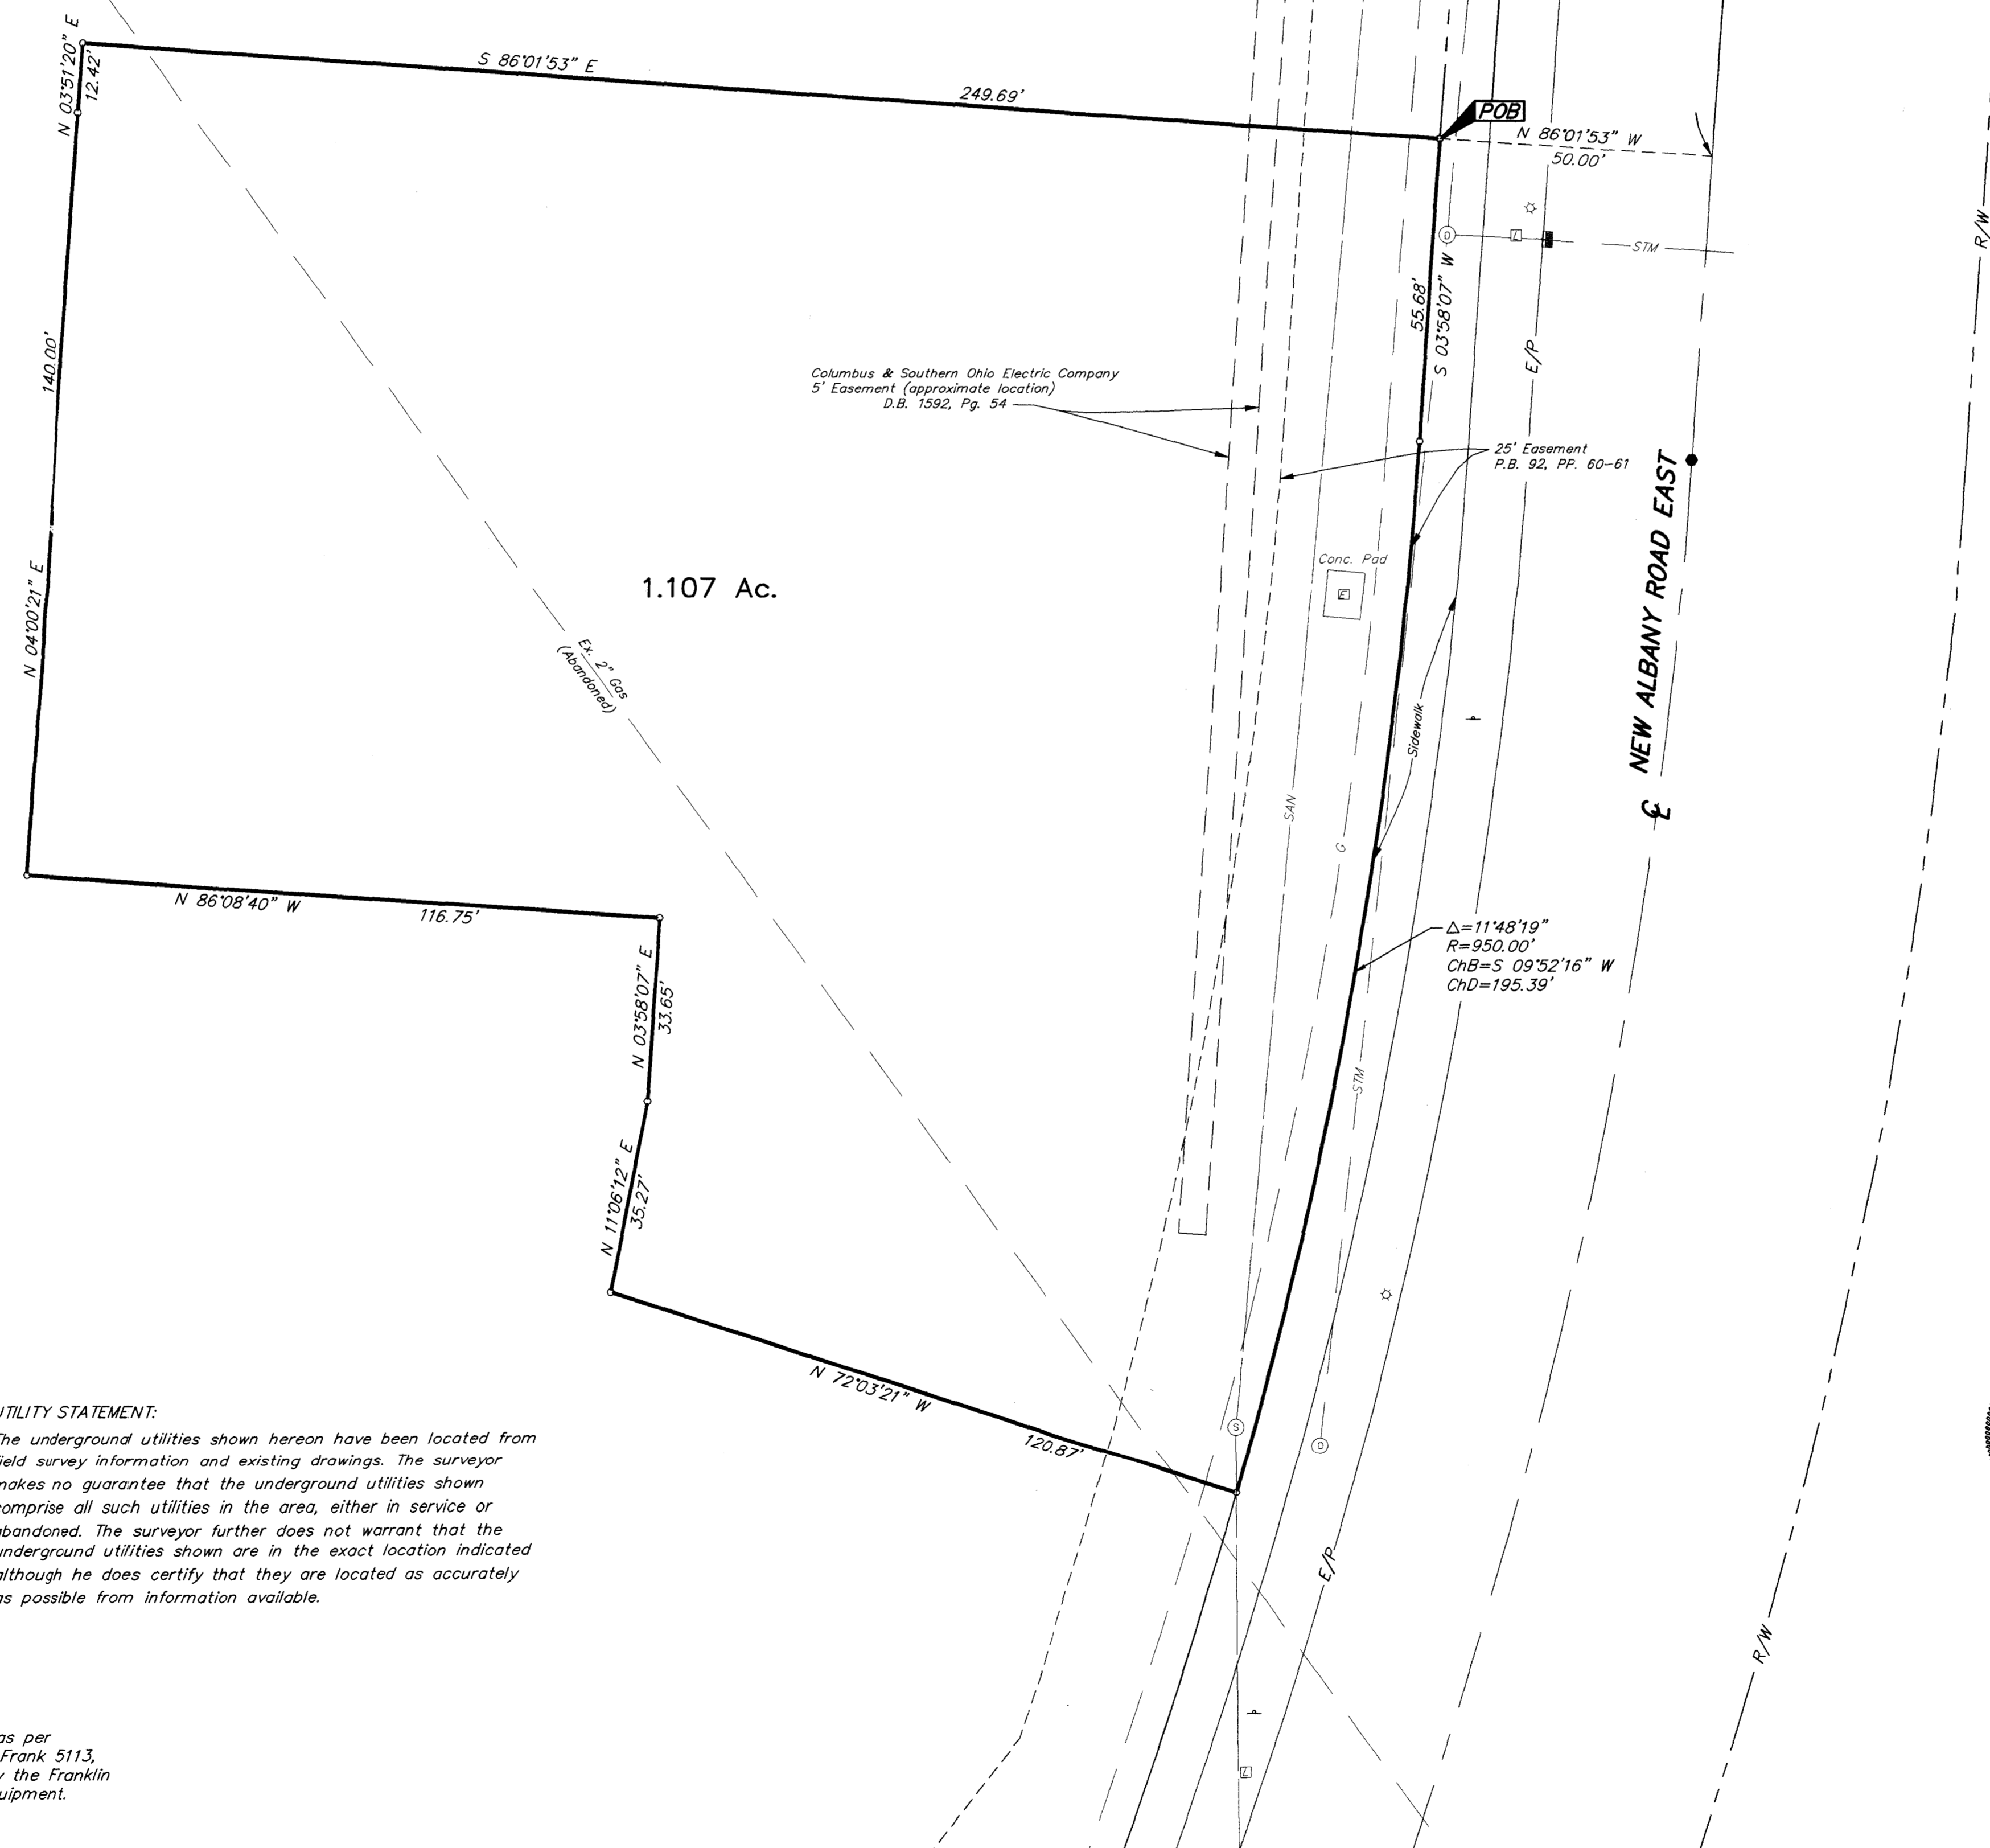 N 03°51'20" E
12.42'
S 86°01'53" E
249.69'
POB
N 86°01'53" W
50.00'
R/W
D
L
STM
140.00'
55.68'
S 03°58'07" W
E/P
Columbus & Southern Ohio Electric Company
5' Easement (approximate location)
D.B. 1592, Pg. 54
25' Easement
P.B. 92, PP. 60-61
NEW ALBANY ROAD EAST
Conc. Pad
E
1.107 Ac.
N 04°00'21" E
Ex. 2" Gas
(Abandoned)
Sidewalk
SAN
G
N 86°08'40" W
116.75'
Δ=11°48'19"
R=950.00'
ChB=S 09°52'16" W
ChD=195.39'
N 03°58'07" E
33.65'
STM
N 11°06'12" E
35.27'
N 72°03'21" W
120.87'
S
D
UTILITY STATEMENT:
The underground utilities shown hereon have been located from
field survey information and existing drawings. The surveyor
makes no guarantee that the underground utilities shown
comprise all such utilities in the area, either in service or
abandoned. The surveyor further does not warrant that the
underground utilities shown are in the exact location indicated
although he does certify that they are located as accurately
as possible from information available.
E/P
R/W
L
as per
Frank 5113,
the Franklin